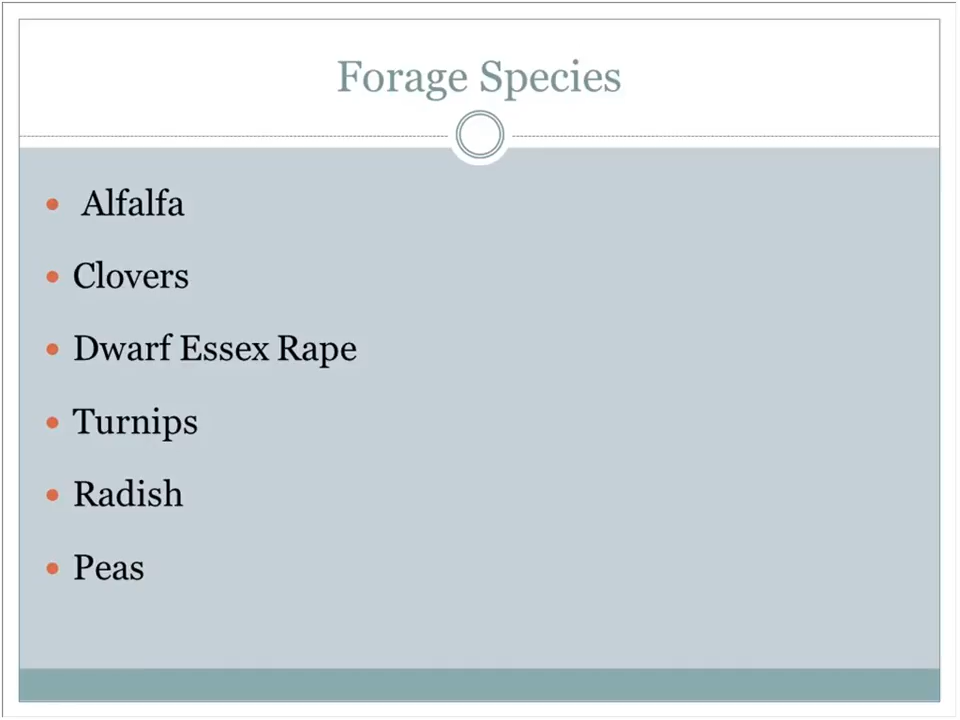 Forage Species
• Alfalfa
• Clovers
• Dwarf Essex Rape
• Turnips
• Radish
• Peas